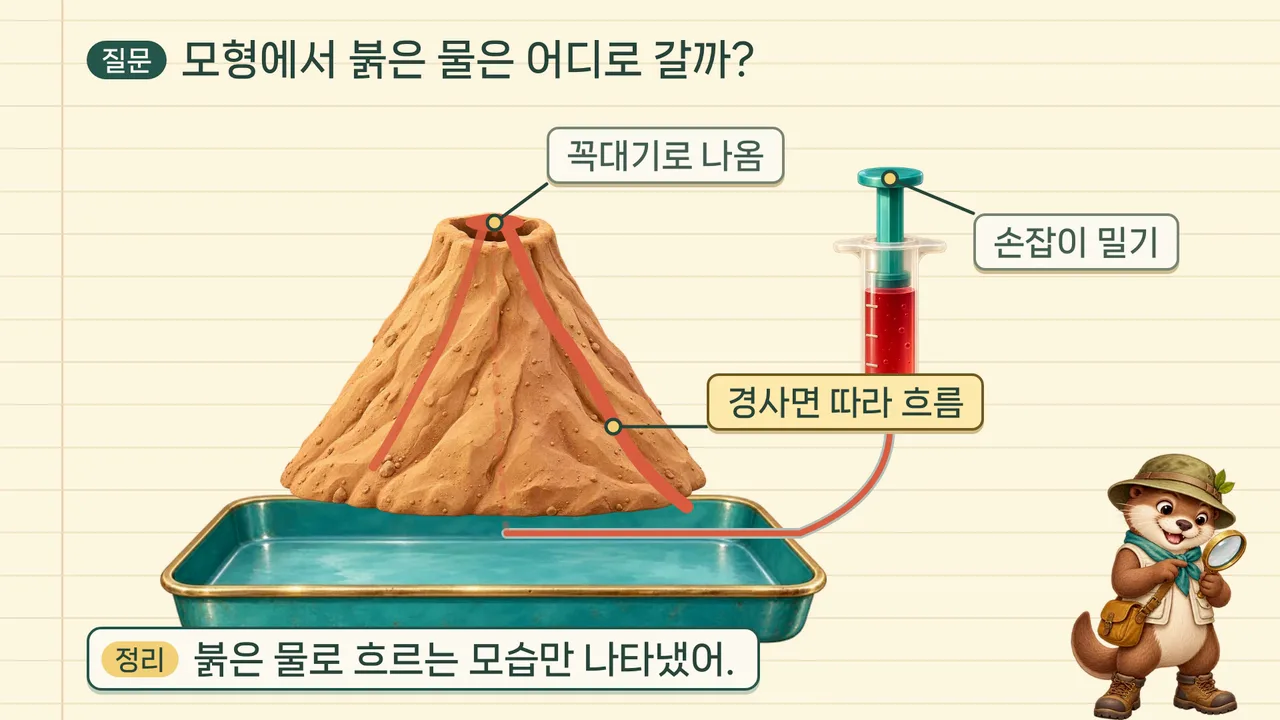 질문 모형에서 붉은 물은 어디로 갈까?
꼭대기로 나옴
손잡이 밀기
경사면 따라 흐름
정리 붉은 물로 흐르는 모습만 나타냈어.